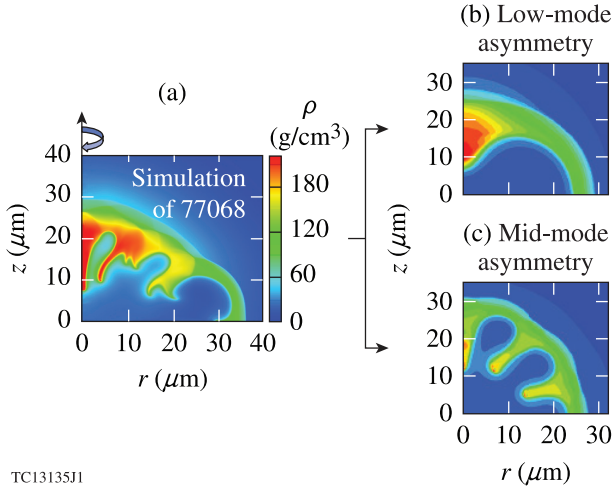 (a)
ρ
(g/cm³)
180
120
60
0
Simulation
of 77068
40
30
20
10
0
z (μm)
0 10 20 30 40
r (μm)
(b) Low-mode
asymmetry
30
20
10
0
(c) Mid-mode
asymmetry
30
20
10
0
z (μm)
0 10 20 30
r (μm)
TC13135J1